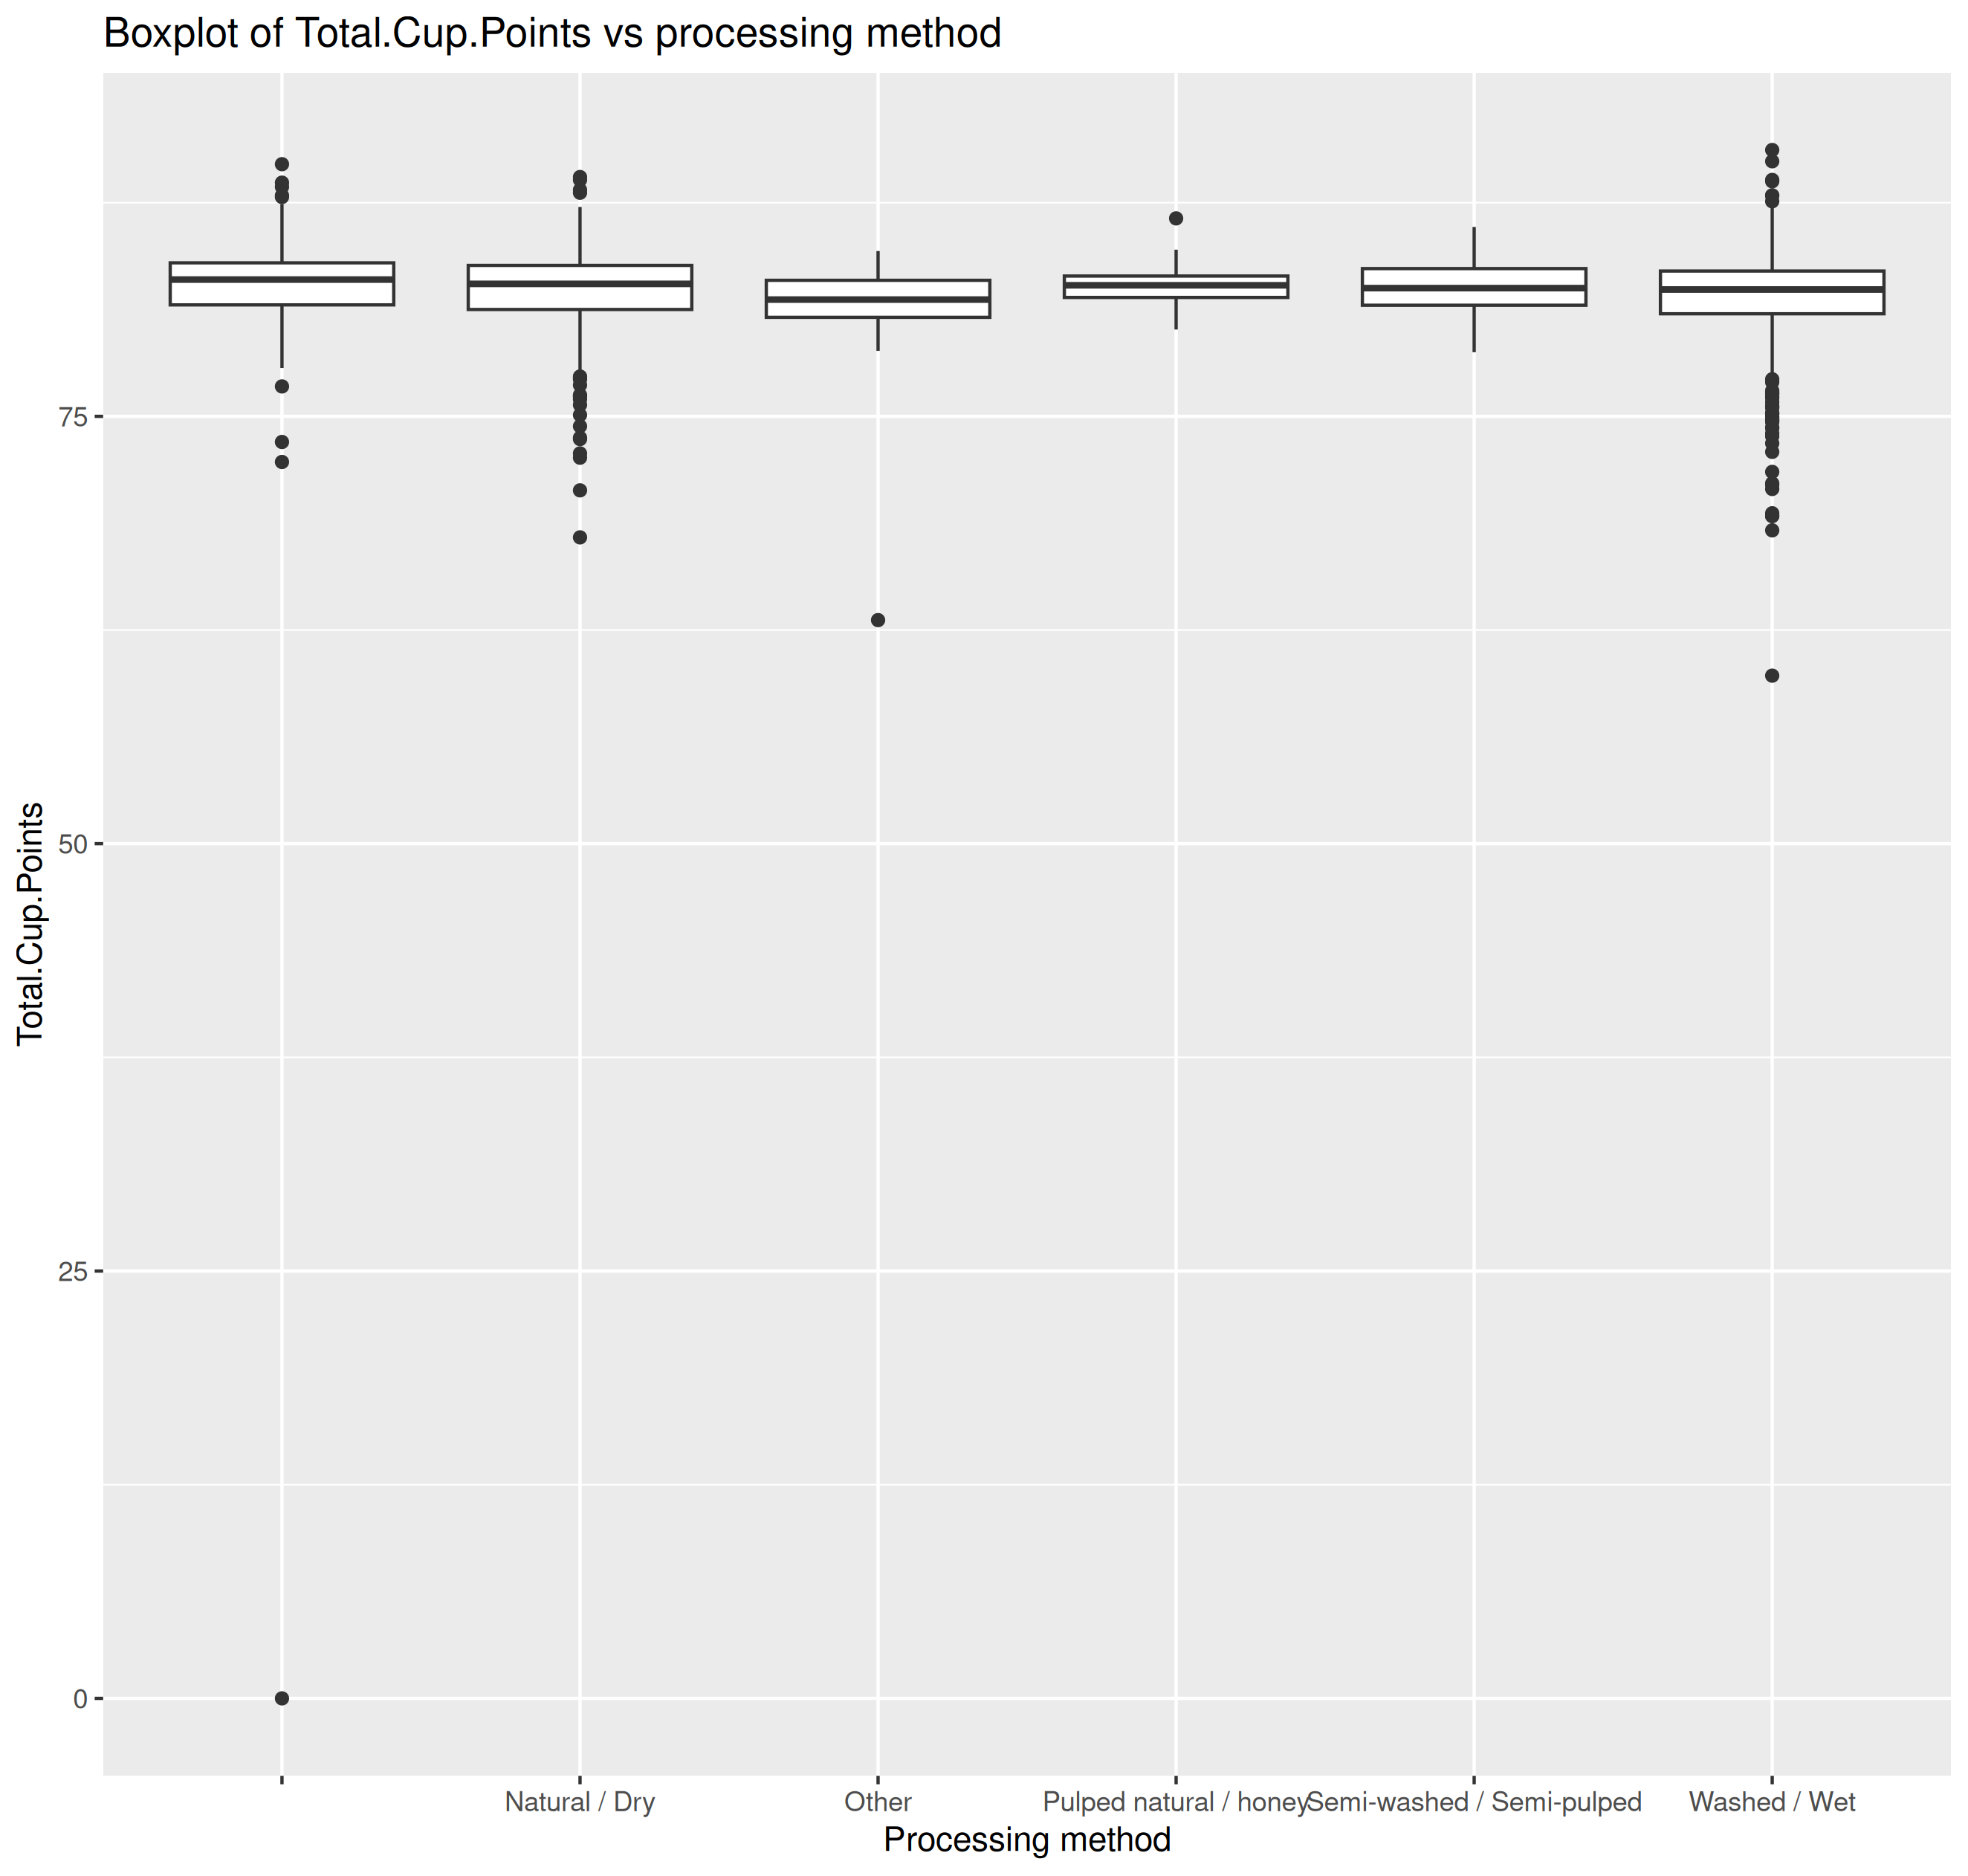 Boxplot of Total.Cup.Points vs processing method
Total.Cup.Points
75
50
25
0
Natural / Dry
Other
Pulped natural / honey
Semi-washed / Semi-pulped
Washed / Wet
Processing method